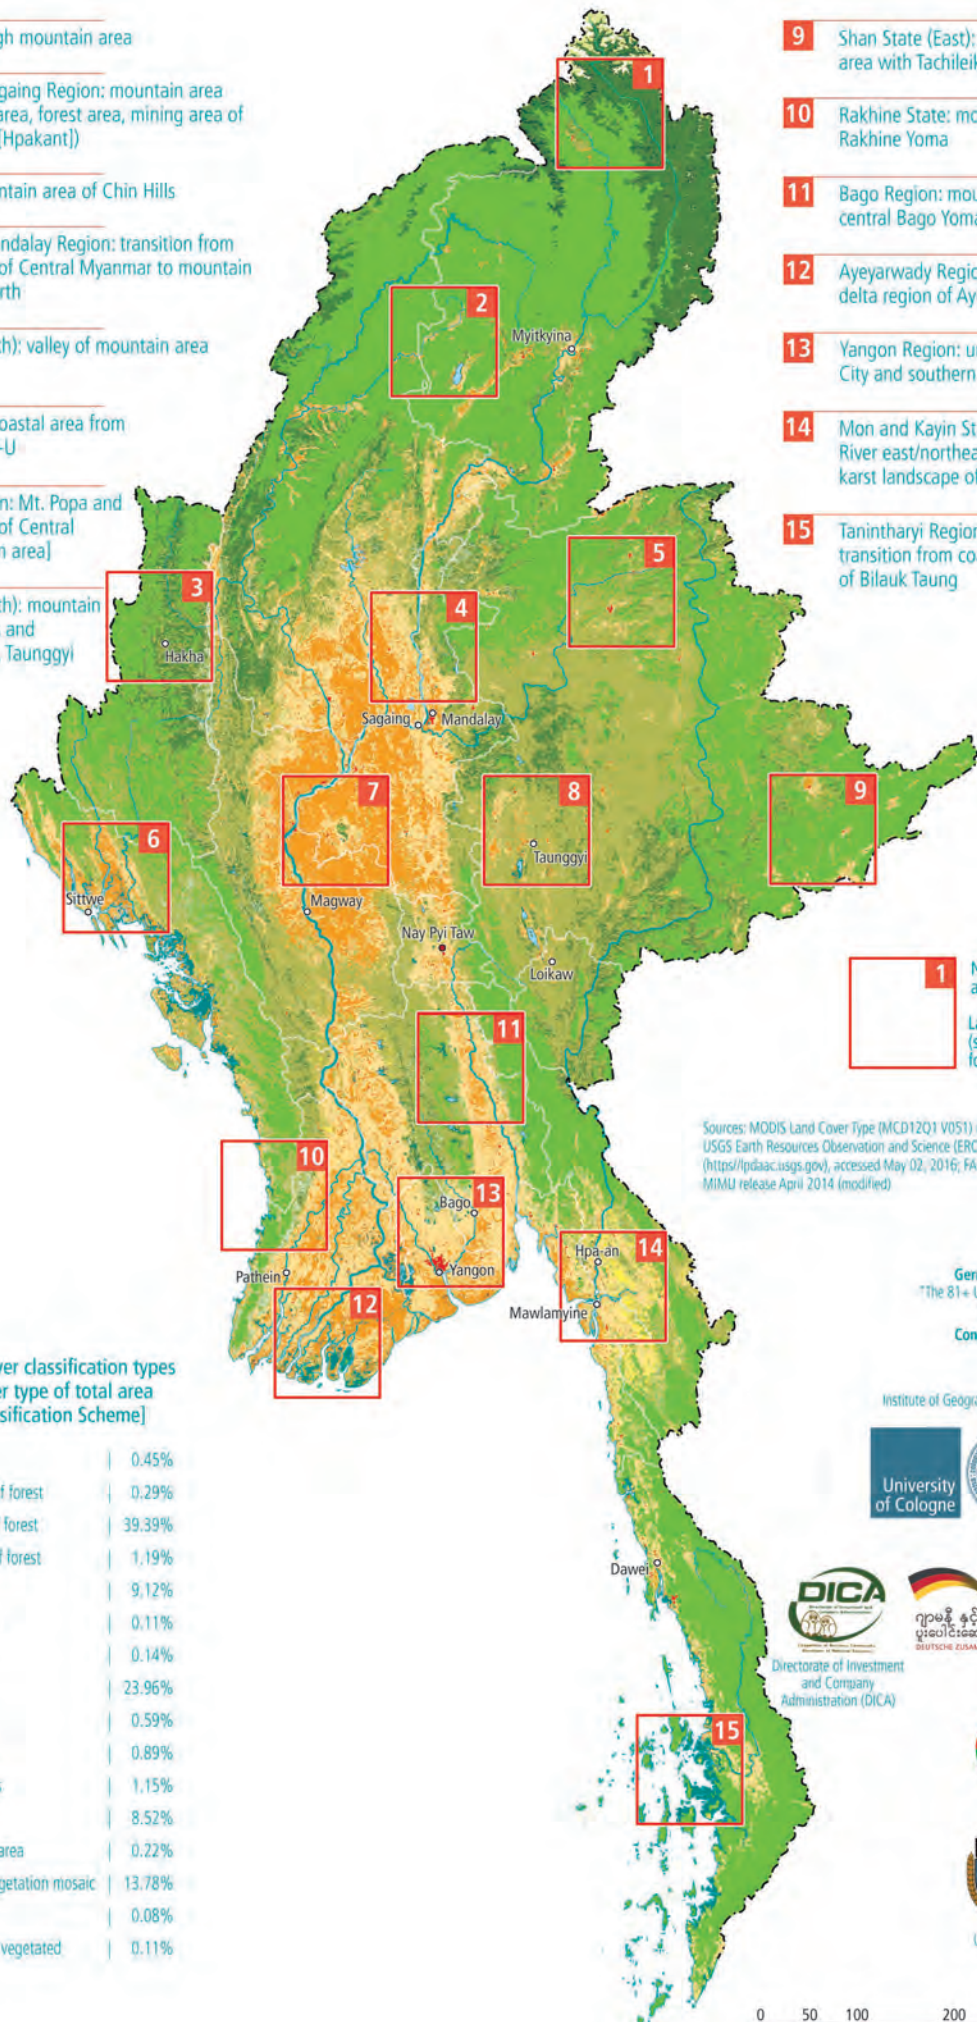 gh mountain area
gaing Region: mountain area
area, forest area, mining area of
[Hpakant])
ntain area of Chin Hills
ndalay Region: transition from
of Central Myanmar to mountain
rth
th): valley of mountain area
oastal area from
-U
n: Mt. Popa and
of Central
n area]
th): mountain
and
Taunggyi
9 Shan State (East):
area with Tachileik
10 Rakhine State: mo
Rakhine Yoma
11 Bago Region: mou
central Bago Yoma
12 Ayeyarwady Regio
delta region of Ay
13 Yangon Region: u
City and southern
14 Mon and Kayin St
River east/northea
karst landscape of
15 Tanintharyi Region
transition from co
of Bilauk Taung
1
2
Myitkyina
5
3
4
Hakha
Sagaing
Mandalay
7
8
9
6
Taunggyi
Sittwe
Magway
Nay Pyi Taw
Loikaw
11
10
13
Bago
14
Hpa-an
Pathein
Yangon
12
Mawlamyine
Dawei
15
1
N
a
La
(s
fo
Sources: MODIS Land Cover Type (MCD12Q1 V051)
USGS Earth Resources Observation and Science (ERO
(https//lpdaac.usgs.gov), accessed May 02, 2016; FA
MIMU release April 2014 (modified)
Ger
"The 81+ U
Con
Institute of Geogra
University
of Cologne
DICA
Directorate of Investment
and Company
Administration (DICA)
DEUTSCHE ZUSAM
ver classification types
er type of total area
ssification Scheme]
0.45%
f forest 0.29%
forest 39.39%
f forest 1.19%
9.12%
0.11%
0.14%
23.96%
0.59%
0.89%
s 1.15%
8.52%
area 0.22%
getation mosaic 13.78%
0.08%
vegetated 0.11%
0 50 100 200